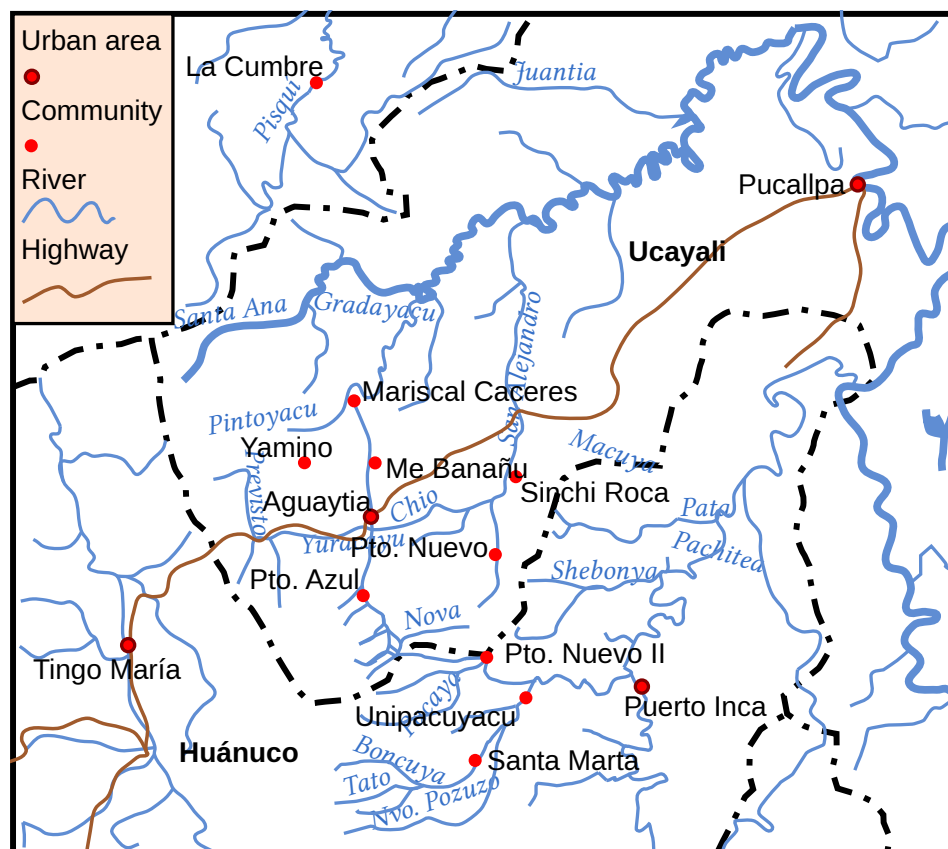 Urban area
Community
River
Highway
La Cumbre
Pisqui
Juantia
Pucallpa
Ucayali
Santa Ana
Gradayacu
San Alejandro
Mariscal Caceres
Pintoyacu
Yamino
Previsto
Me Banañu
Macuya
Sinchi Roca
Aguaytia
Chio
Pata
Yurayacu
Pto. Nuevo
Pachitea
Shebonya
Pto. Azul
Nova
Tingo María
Pto. Nuevo II
Unipacuyacu
Puerto Inca
Huánuco
Boncuya
Santa Marta
Tato
Nvo. Pozuzo